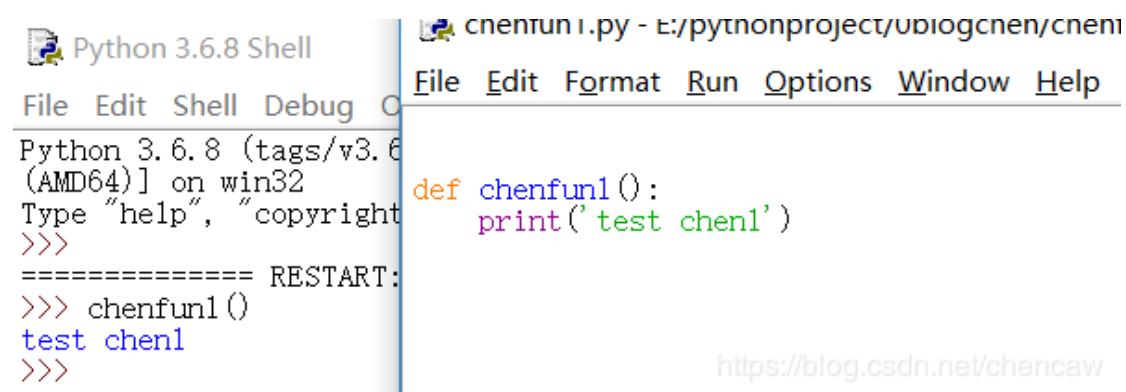 Python 3.6.8 Shell
File Edit Shell Debug
Python 3.6.8 (tags/v3.6
(AMD64)] on win32
Type "help", "copyright
>>>
============== RESTART:
>>> chenfun1()
test chen1
>>>
chenfun1.py - E:/pythonproject/0blogchen/chenf
File Edit Format Run Options Window Help
def chenfun1():
print('test chen1')
https://blog.csdn.net/chencaw